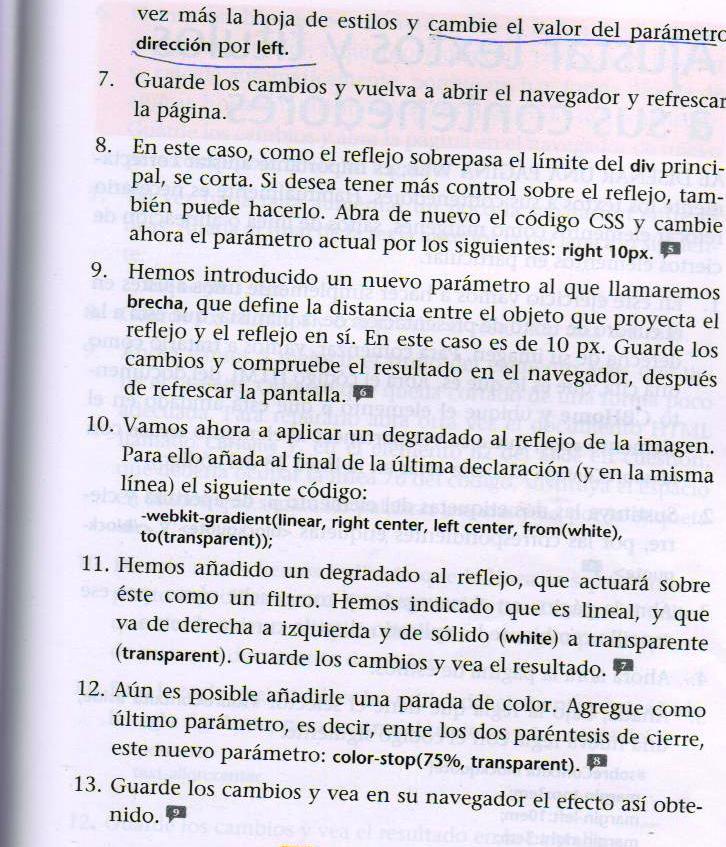 vez más la hoja de estilos y cambie el valor del parámetro
dirección por left.
7. Guarde los cambios y vuelva a abrir el navegador y refrescar
la página.
8. En este caso, como el reflejo sobrepasa el límite del div princi-
pal, se corta. Si desea tener más control sobre el reflejo, tam-
bién puede hacerlo. Abra de nuevo el código CSS y cambie
ahora el parámetro actual por los siguientes: right 10px. 5
9. Hemos introducido un nuevo parámetro al que llamaremos
brecha, que define la distancia entre el objeto que proyecta el
reflejo y el reflejo en sí. En este caso es de 10 px. Guarde los
cambios y compruebe el resultado en el navegador, después
de refrescar la pantalla. 6
10. Vamos ahora a aplicar un degradado al reflejo de la imagen.
Para ello añada al final de la última declaración (y en la misma
línea) el siguiente código:
-webkit-gradient(linear, right center, left center, from(white),
to(transparent));
11. Hemos añadido un degradado al reflejo, que actuará sobre
éste como un filtro. Hemos indicado que es lineal, y que
va de derecha a izquierda y de sólido (white) a transparente
(transparent). Guarde los cambios y vea el resultado. 7
12. Aún es posible añadirle una parada de color. Agregue como
último parámetro, es decir, entre los dos paréntesis de cierre,
este nuevo parámetro: color-stop(75%, transparent). 8
13. Guarde los cambios y vea en su navegador el efecto así obte-
nido. 9